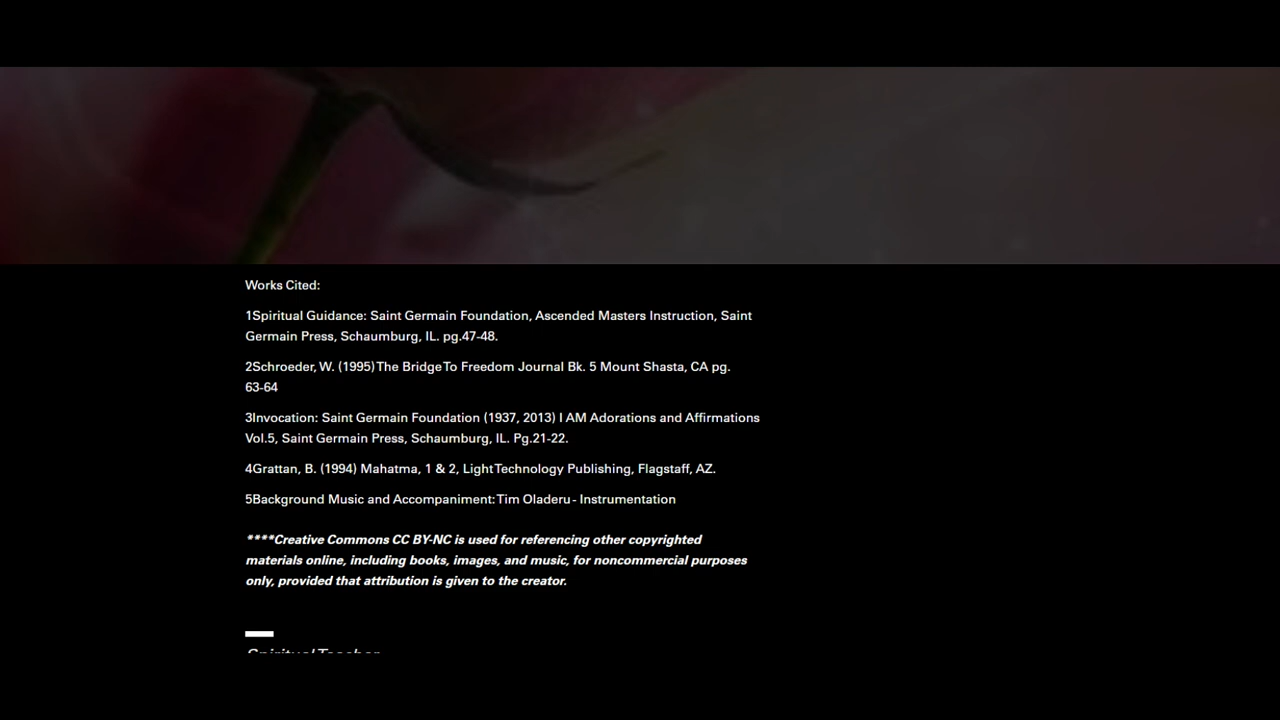 Works Cited:
1Spiritual Guidance: Saint Germain Foundation, Ascended Masters Instruction, Saint
Germain Press, Schaumburg, IL. pg.47-48.
2Schroeder, W. (1995) The Bridge To Freedom Journal Bk. 5 Mount Shasta, CA pg.
63-64
3Invocation: Saint Germain Foundation (1937, 2013) I AM Adorations and Affirmations
Vol.5, Saint Germain Press, Schaumburg, IL. Pg.21-22.
4Grattan, B. (1994) Mahatma, 1 & 2, Light Technology Publishing, Flagstaff, AZ.
5Background Music and Accompaniment: Tim Oladeru - Instrumentation
****Creative Commons CC BY-NC is used for referencing other copyrighted
materials online, including books, images, and music, for noncommercial purposes
only, provided that attribution is given to the creator.
Spiritual Teacher